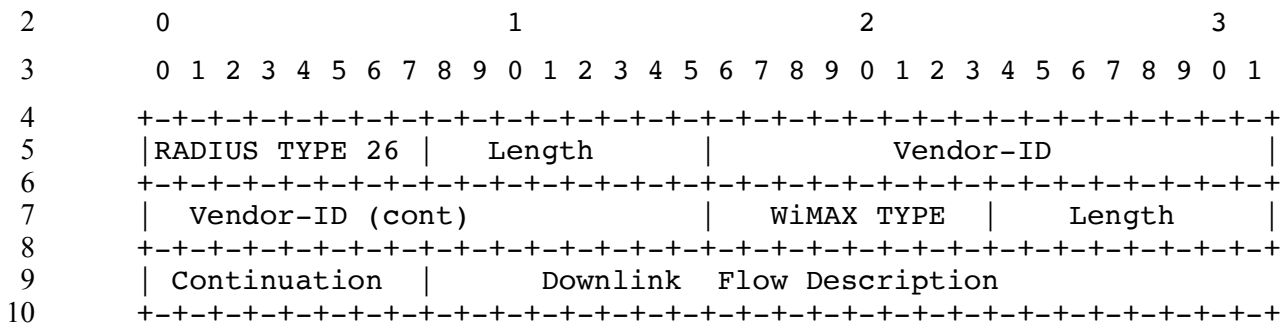 2 0 1 2 3
3 0 1 2 3 4 5 6 7 8 9 0 1 2 3 4 5 6 7 8 9 0 1 2 3 4 5 6 7 8 9 0 1
4 +-+-+-+-+-+-+-+-+-+-+-+-+-+-+-+-+-+-+-+-+-+-+-+-+-+-+-+-+-+-+-+-+
5 |RADIUS TYPE 26 | Length | Vendor-ID |
6 +-+-+-+-+-+-+-+-+-+-+-+-+-+-+-+-+-+-+-+-+-+-+-+-+-+-+-+-+-+-+-+-+
7 | Vendor-ID (cont) | WiMAX TYPE | Length |
8 +-+-+-+-+-+-+-+-+-+-+-+-+-+-+-+-+-+-+-+-+-+-+-+-+-+-+-+-+-+-+-+-+
9 | Continuation | Downlink Flow Description
10 +-+-+-+-+-+-+-+-+-+-+-+-+-+-+-+-+-+-+-+-+-+-+-+-+-+-+-+-+-+-+-+-+